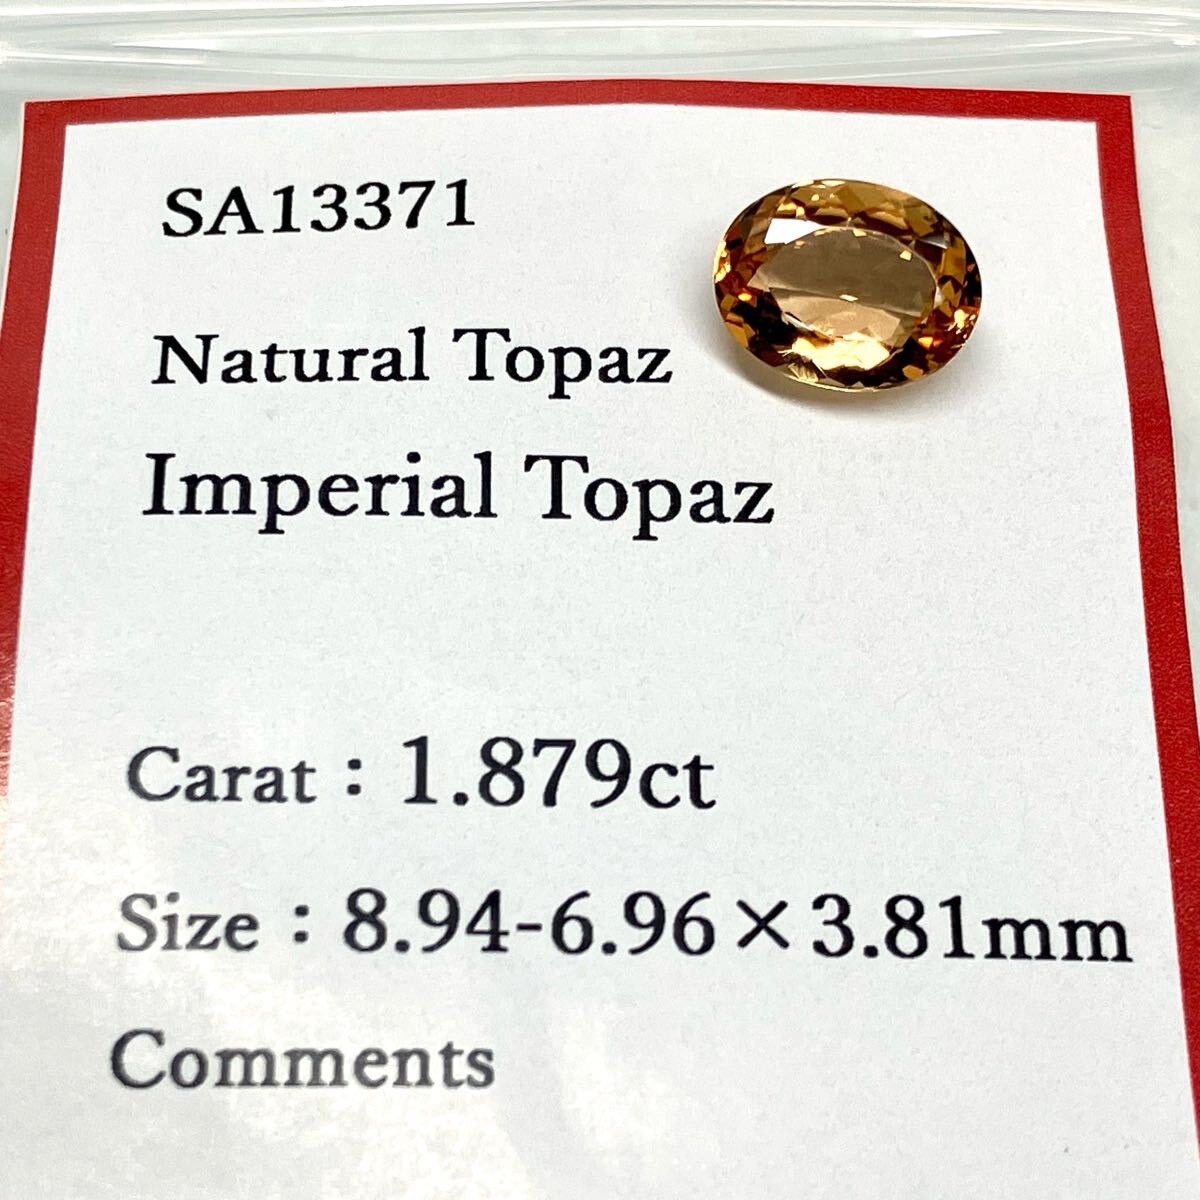 SA13371
Natural Topaz
Imperial Topaz
Carat：1.879ct
Size：8.94-6.96×3.81mm
Comments